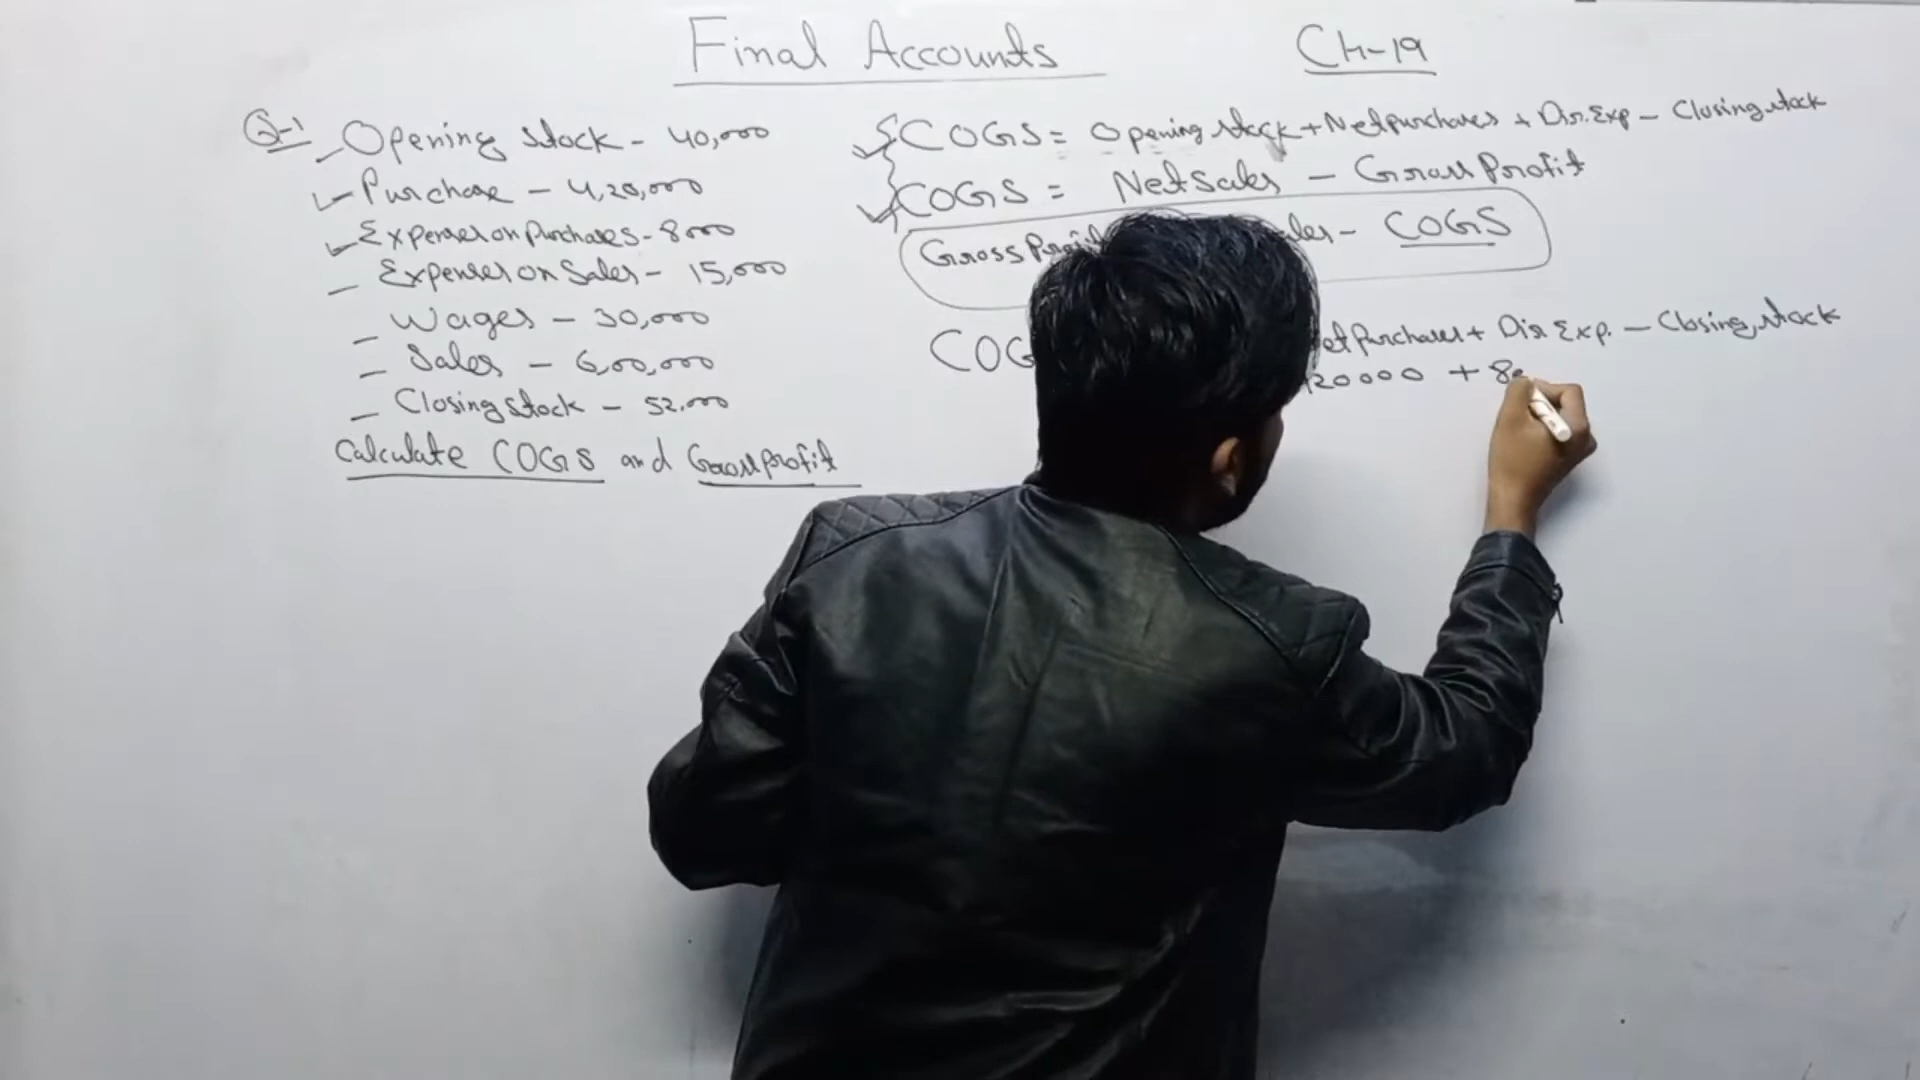 Final Accounts
Ch-19
Q-1 Opening stock - 40,000
Purchase - 4,20,000
Expenses on Purchases - 8000
Expenses on Sales - 15,000
Wages - 30,000
Sales - 6,00,000
Closing stock - 52,000
Calculate COGS and Gross Profit
COGS = Opening stock + Net purchases + Dir. Exp - Closing stock
COGS = Net Sales - Gross Profit
Gross - COGS
Purchases + Dir. Exp. - Closing stock
20000 + 8